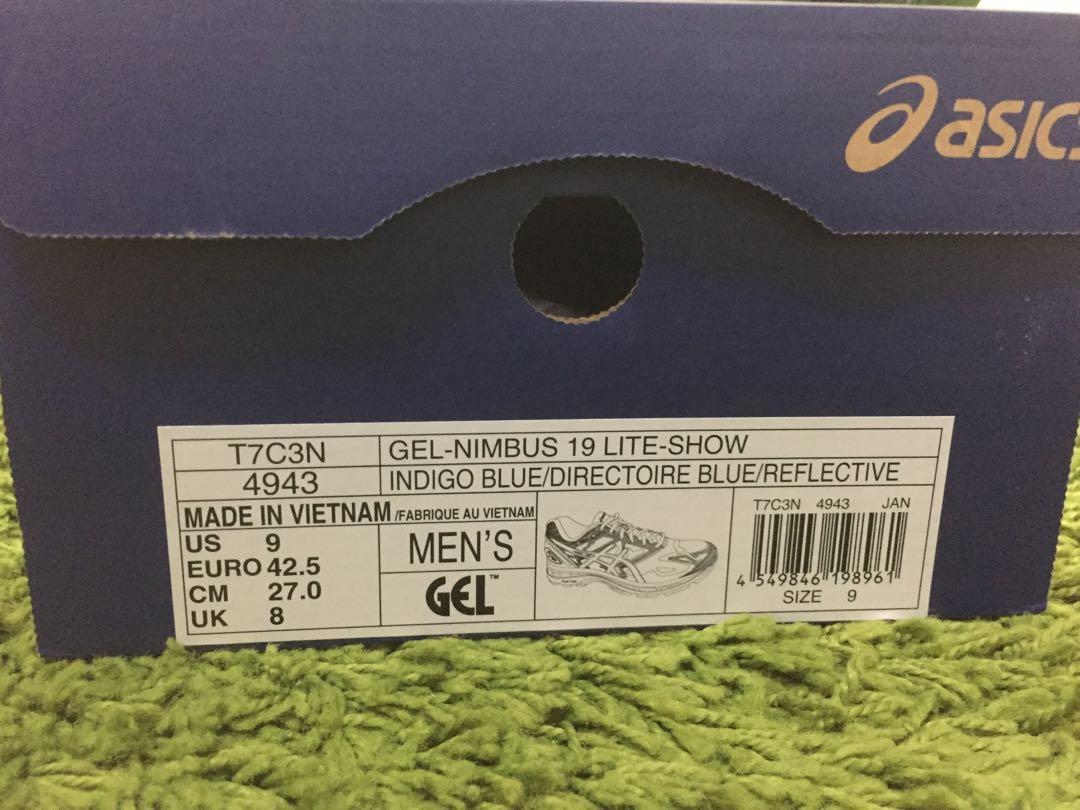 asics
T7C3N GEL-NIMBUS 19 LITE-SHOW
4943 INDIGO BLUE/DIRECTOIRE BLUE/REFLECTIVE
MADE IN VIETNAM /FABRIQUE AU VIETNAM
US 9
EURO 42.5
CM 27.0
UK 8
MEN'S
GEL™
T7C3N 4943 JAN
4 549846 198961
SIZE 9